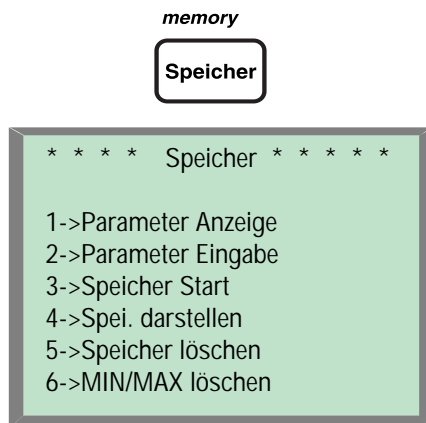 memory
Speicher
* * * * Speicher * * * * *
1->Parameter Anzeige
2->Parameter Eingabe
3->Speicher Start
4->Spei. darstellen
5->Speicher löschen
6->MIN/MAX löschen